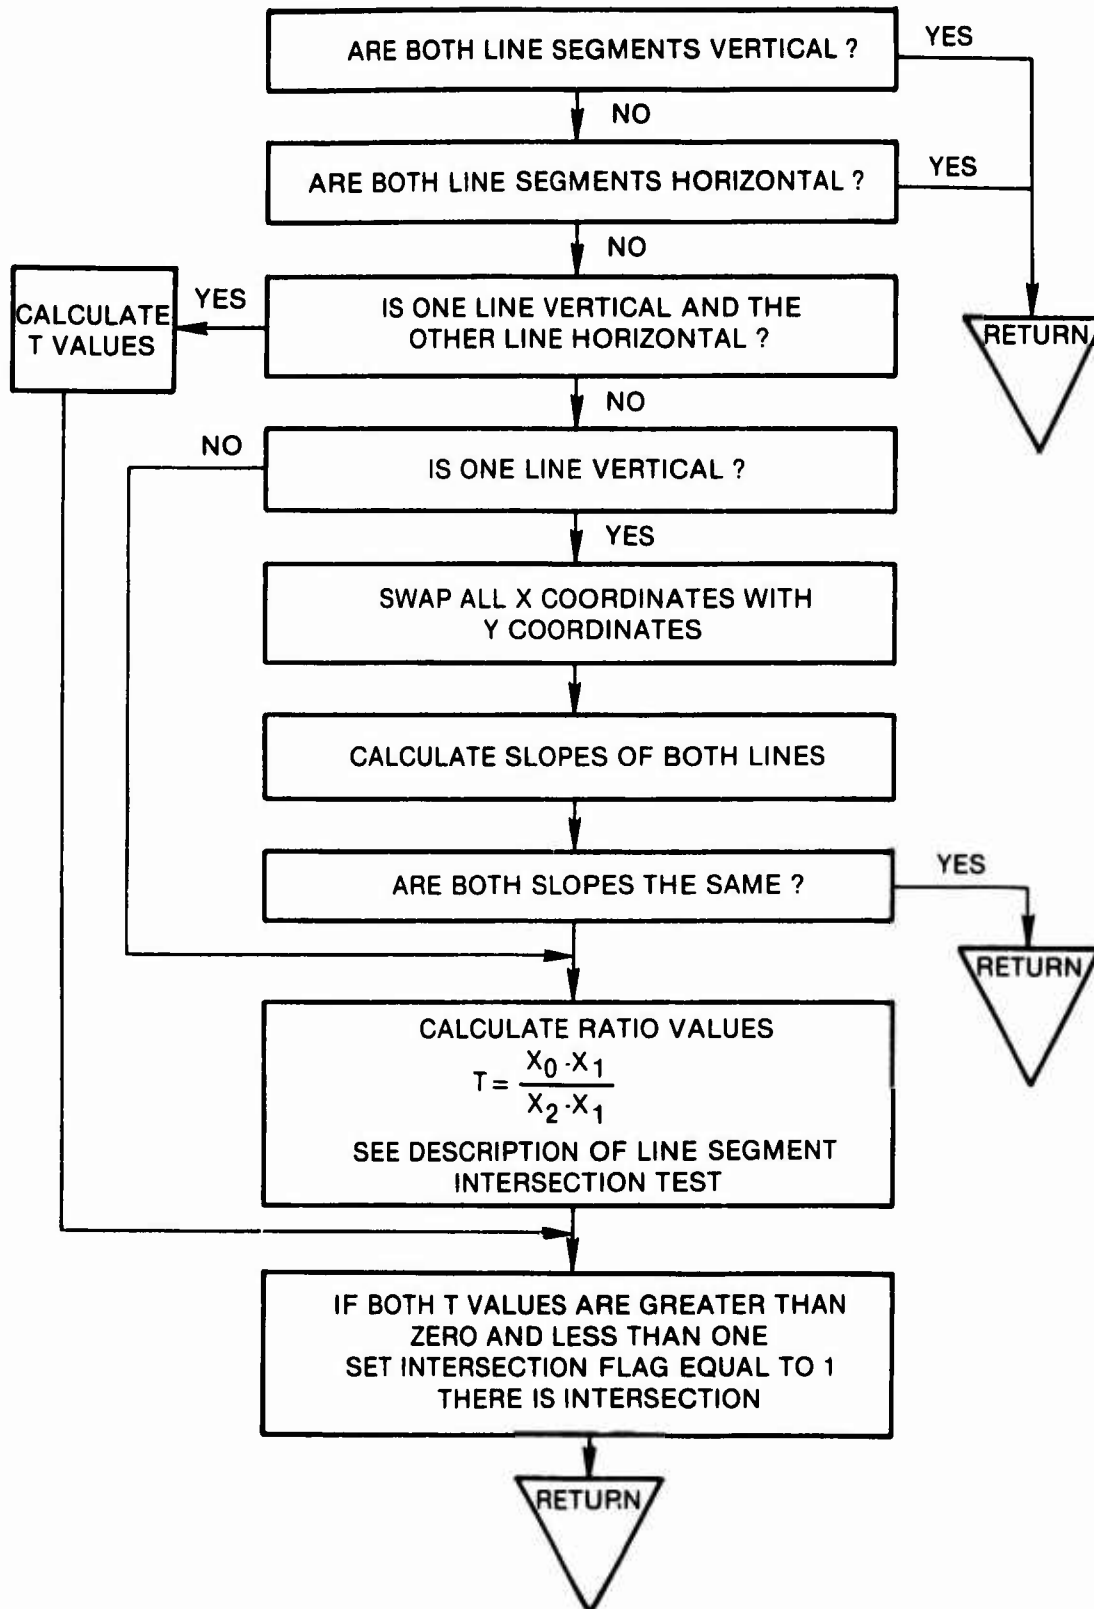 ARE BOTH LINE SEGMENTS VERTICAL ?
YES
NO
ARE BOTH LINE SEGMENTS HORIZONTAL ?
YES
NO
CALCULATE
T VALUES
YES
IS ONE LINE VERTICAL AND THE
OTHER LINE HORIZONTAL ?
RETURN
NO
NO
IS ONE LINE VERTICAL ?
YES
SWAP ALL X COORDINATES WITH
Y COORDINATES
CALCULATE SLOPES OF BOTH LINES
ARE BOTH SLOPES THE SAME ?
YES
RETURN
CALCULATE RATIO VALUES
T = X0 - X1
X2 - X1
SEE DESCRIPTION OF LINE SEGMENT
INTERSECTION TEST
IF BOTH T VALUES ARE GREATER THAN
ZERO AND LESS THAN ONE
SET INTERSECTION FLAG EQUAL TO 1
THERE IS INTERSECTION
RETURN